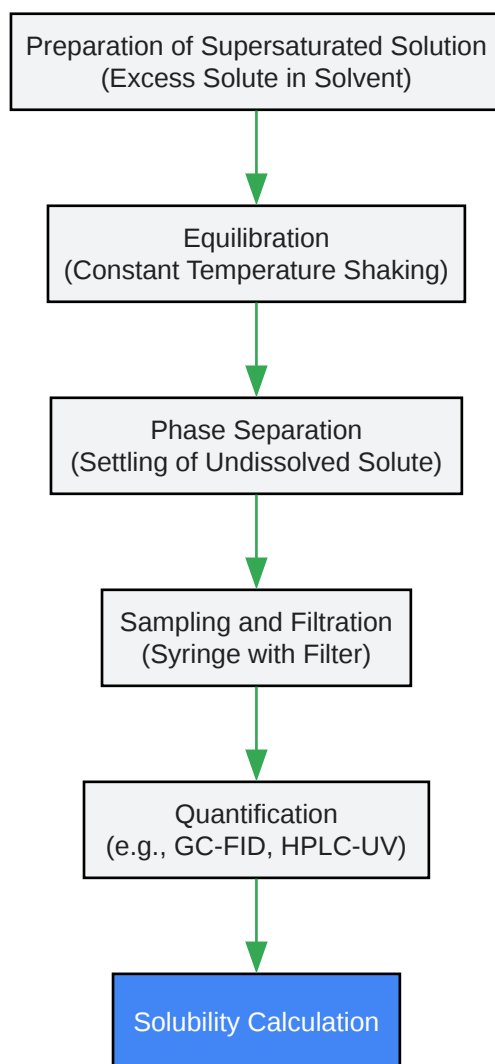 Preparation of Supersaturated Solution
(Excess Solute in Solvent)
Equilibration
(Constant Temperature Shaking)
Phase Separation
(Settling of Undissolved Solute)
Sampling and Filtration
(Syringe with Filter)
Quantification
(e.g., GC-FID, HPLC-UV)
Solubility Calculation